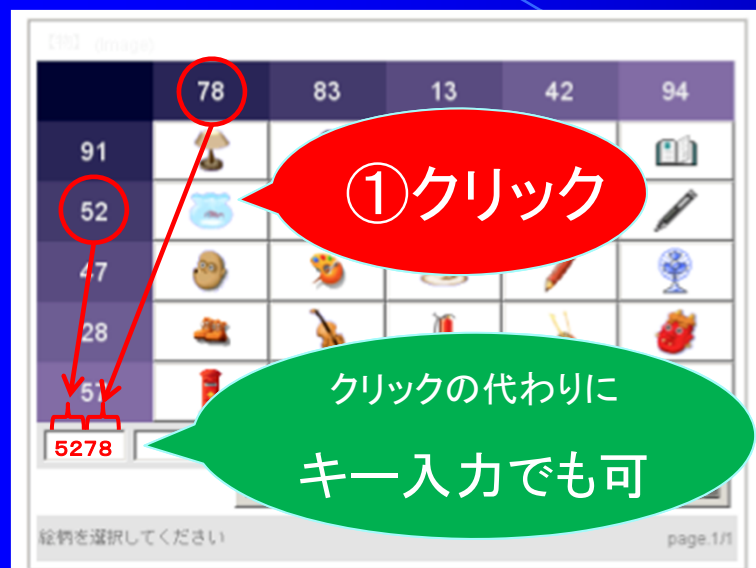 【物】 (Image)
78 83 13 42 94
91
①クリック
52
47
28
クリックの代わりに
キー入力でも可
5278
絵柄を選択してください
page.1/1